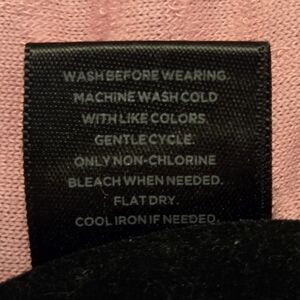 WASH BEFORE WEARING.
MACHINE WASH COLD
WITH LIKE COLORS.
GENTLE CYCLE.
ONLY NON-CHLORINE
BLEACH WHEN NEEDED.
FLAT DRY.
COOL IRON IF NEEDED.